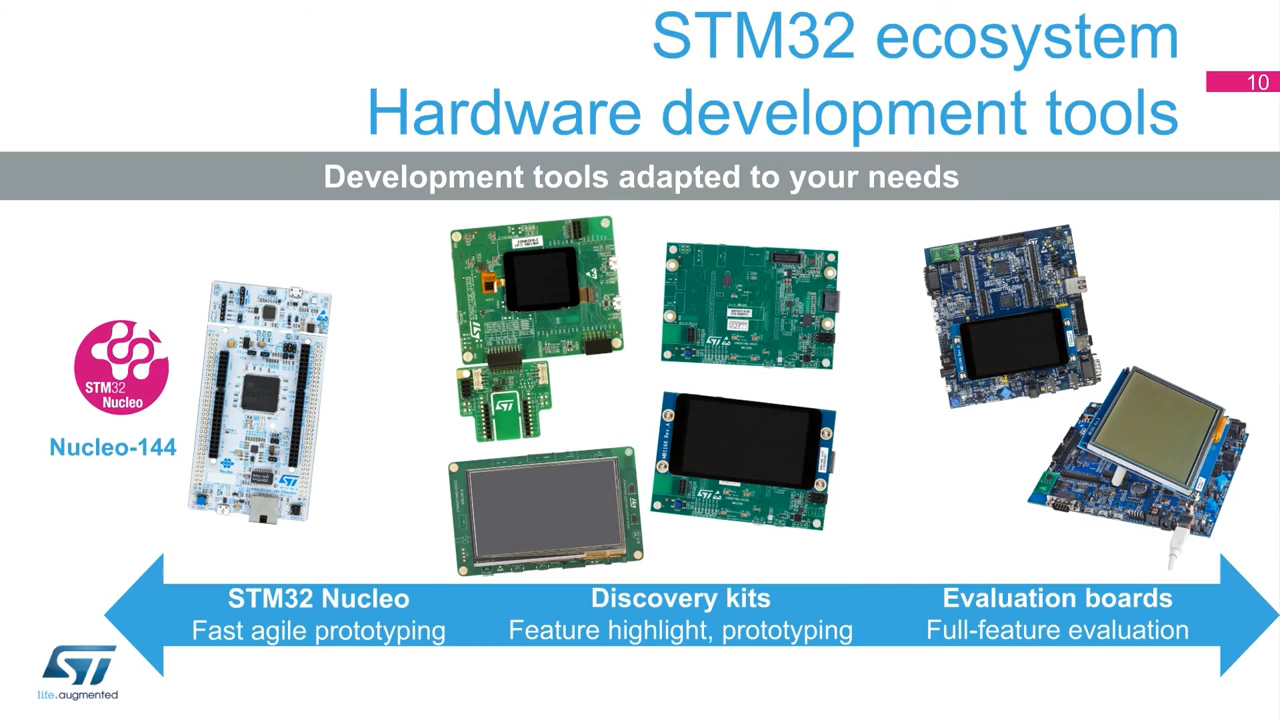 STM32 ecosystem
Hardware development tools
10
Development tools adapted to your needs
STM32
Nucleo
Nucleo-144
STM32 Nucleo
Fast agile prototyping
Discovery kits
Feature highlight, prototyping
Evaluation boards
Full-feature evaluation
ST
life.augmented